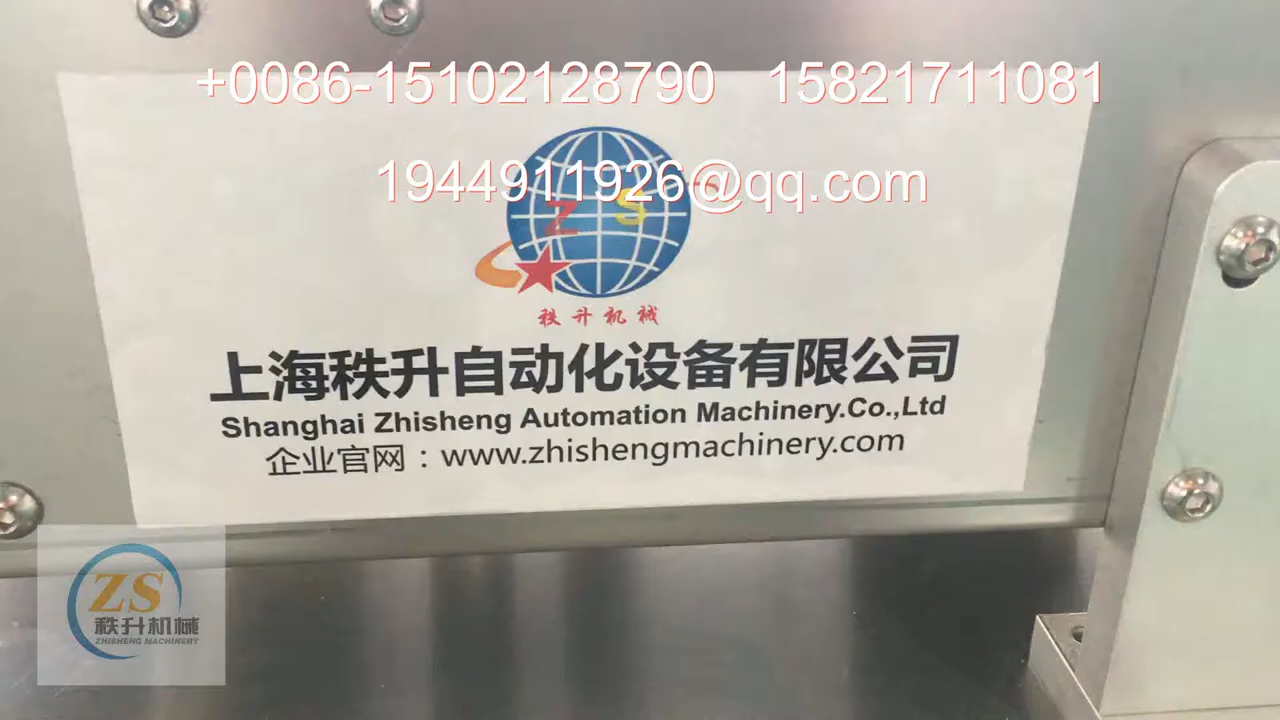 +0086-15102128790 15821711081
1944911926@qq.com
Z S
秩升机械
上海秩升自动化设备有限公司
Shanghai Zhisheng Automation Machinery.Co.,Ltd
企业官网：www.zhishengmachinery.com
ZS
秩升机械
ZHISHENG MACHINERY